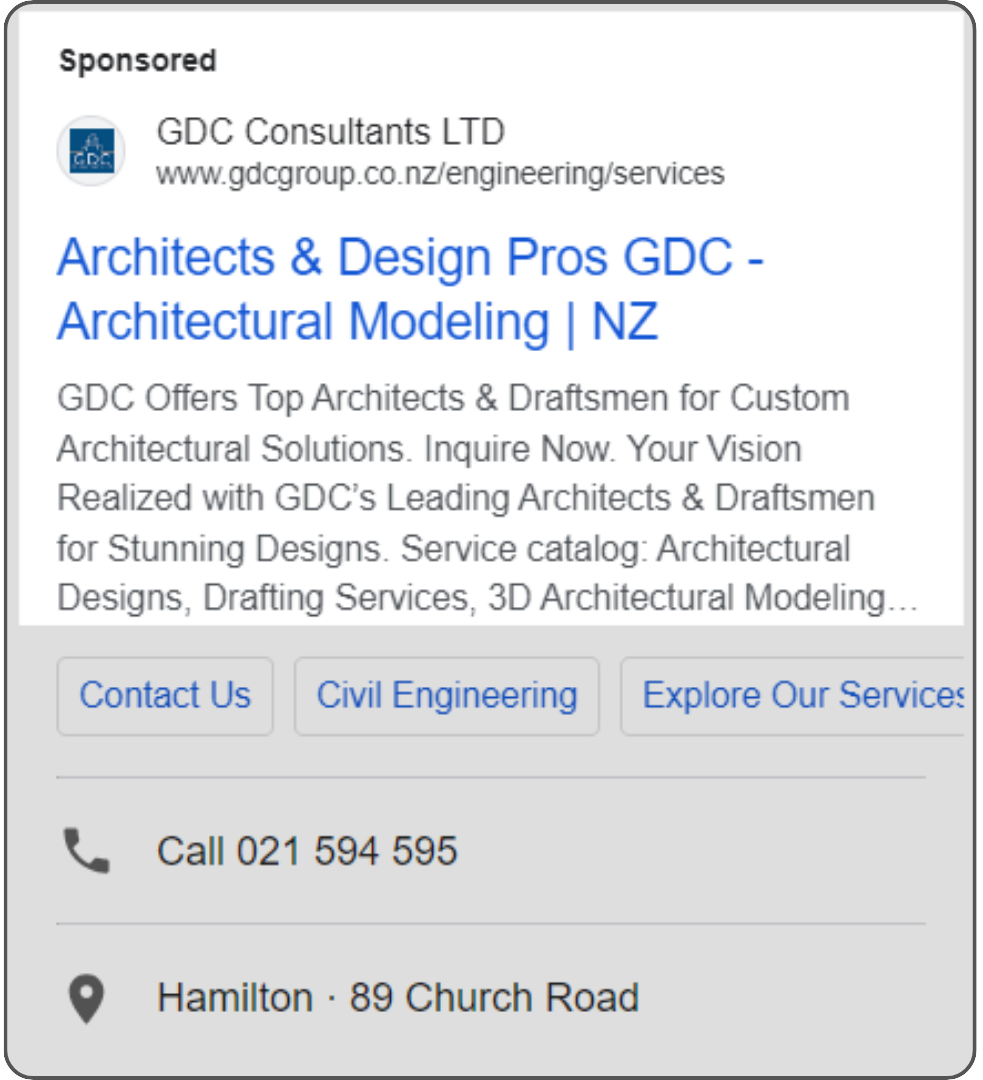 Sponsored
GDC
GDC Consultants LTD
www.gdcgroup.co.nz/engineering/services
Architects & Design Pros GDC -
Architectural Modeling | NZ
GDC Offers Top Architects & Draftsmen for Custom
Architectural Solutions. Inquire Now. Your Vision
Realized with GDC’s Leading Architects & Draftsmen
for Stunning Designs. Service catalog: Architectural
Designs, Drafting Services, 3D Architectural Modeling…
Contact Us Civil Engineering Explore Our Services
Call 021 594 595
Hamilton · 89 Church Road